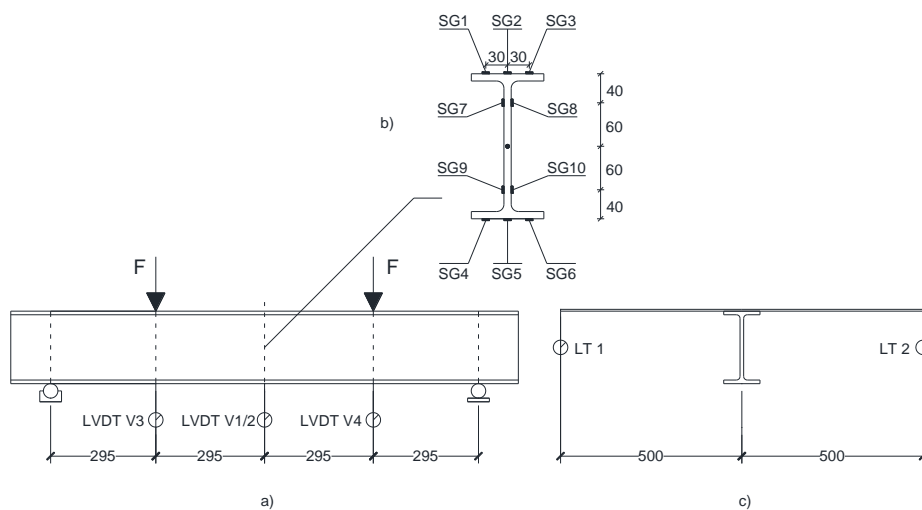 SG1 SG2 SG3
30 30
40
SG7 SG8
b)
60
60
SG9 SG10
40
SG4 SG5 SG6
F F
LT 1 LT 2
LVDT V3 LVDT V1/2 LVDT V4
295 295 295 295 500 500
a) c)